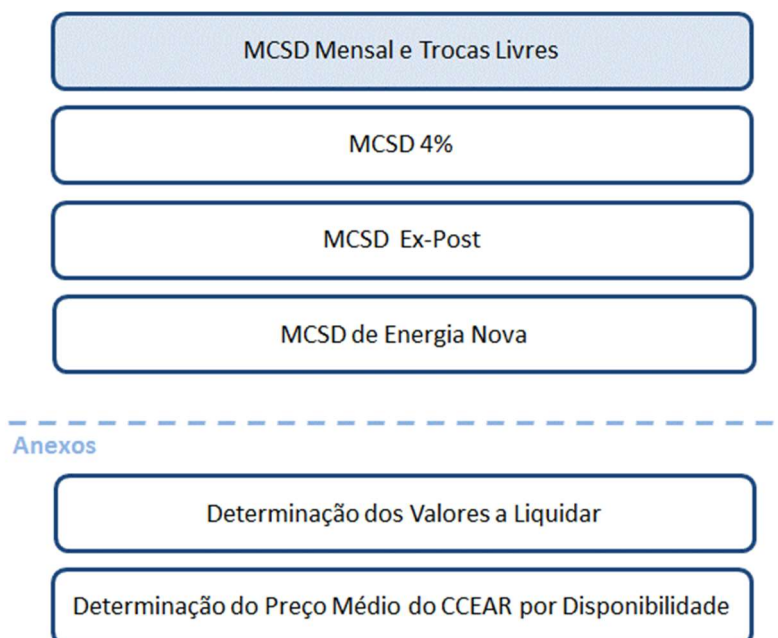 MCSD Mensal e Trocas Livres
MCSD 4%
MCSD Ex-Post
MCSD de Energia Nova
Anexos
Determinação dos Valores a Liquidar
Determinação do Preço Médio do CCEAR por Disponibilidade